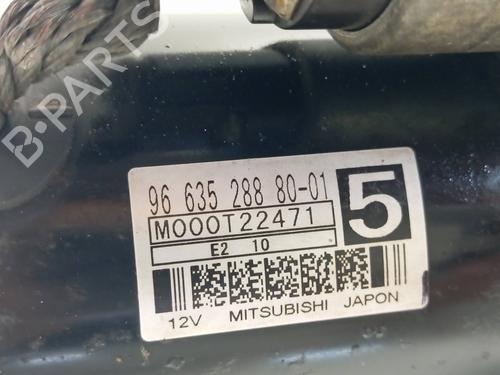 B-PARTS
96 635 288 80-01
M000T22471
5
E2 10
12V MITSUBISHI JAPON